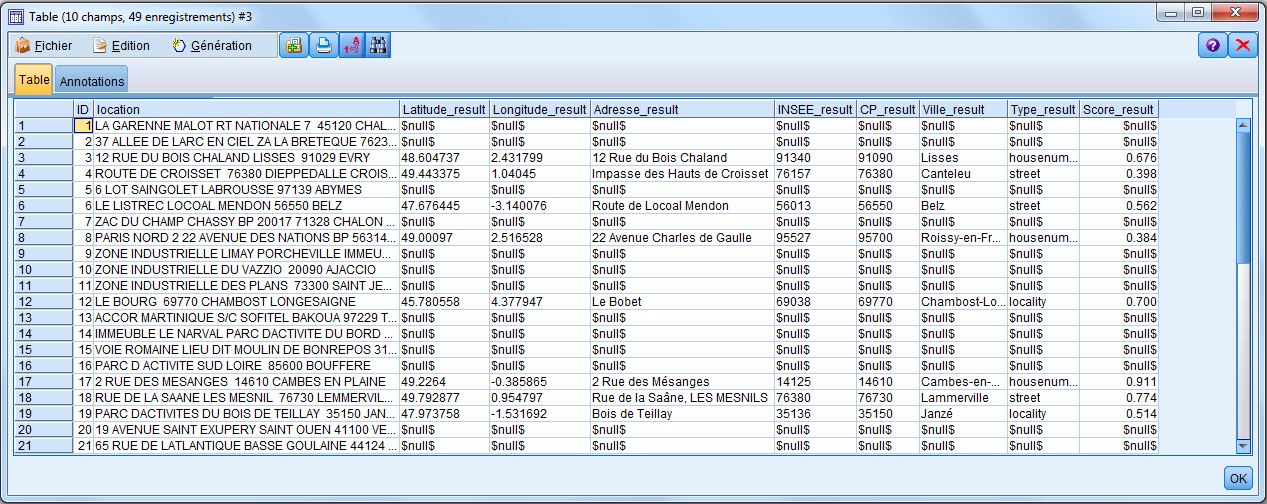 Table (10 champs, 49 enregistrements) #3
Fichier Edition Génération
Table Annotations
ID location Latitude_result Longitude_result Adresse_result INSEE_result CP_result Ville_result Type_result Score_result
1 1 LA GARENNE MALOT RT NATIONALE 7 45120 CHAL... $null$ $null$ $null$ $null$ $null$ $null$ $null$ $null$
2 2 37 ALLEE DE LARC EN CIEL ZA LA BRETEQUE 7623... $null$ $null$ $null$ $null$ $null$ $null$ $null$ $null$
3 3 12 RUE DU BOIS CHALAND LISSES 91029 EVRY 48.604737 2.431799 12 Rue du Bois Chaland 91340 91090 Lisses housenum... 0.676
4 4 ROUTE DE CROISSET 76380 DIEPPEDALLE CROIS... 49.443375 1.04045 Impasse des Hauts de Croisset 76157 76380 Canteleu street 0.398
5 5 6 LOT SAINGOLET LABROUSSE 97139 ABYMES $null$ $null$ $null$ $null$ $null$ $null$ $null$ $null$
6 6 LE LISTREC LOCOAL MENDON 56550 BELZ 47.676445 -3.140076 Route de Locoal Mendon 56013 56550 Belz street 0.562
7 7 ZAC DU CHAMP CHASSY BP 20017 71328 CHALON ... $null$ $null$ $null$ $null$ $null$ $null$ $null$ $null$
8 8 PARIS NORD 2 22 AVENUE DES NATIONS BP 56314... 49.00097 2.516528 22 Avenue Charles de Gaulle 95527 95700 Roissy-en-Fr... housenum... 0.384
9 9 ZONE INDUSTRIELLE LIMAY PORCHEVILLE IMMEU... $null$ $null$ $null$ $null$ $null$ $null$ $null$ $null$
10 10 ZONE INDUSTRIELLE DU VAZZIO 20090 AJACCIO $null$ $null$ $null$ $null$ $null$ $null$ $null$ $null$
11 11 ZONE INDUSTRIELLE DES PLANS 73300 SAINT JE... $null$ $null$ $null$ $null$ $null$ $null$ $null$ $null$
12 12 LE BOURG 69770 CHAMBOST LONGESAIGNE 45.780558 4.377947 Le Bobet 69038 69770 Chambost-Lo... locality 0.700
13 13 ACCOR MARTINIQUE S/C SOFITEL BAKOUA 97229 T... $null$ $null$ $null$ $null$ $null$ $null$ $null$ $null$
14 14 IMMEUBLE LE NARVAL PARC DACTIVITE DU BORD ... $null$ $null$ $null$ $null$ $null$ $null$ $null$ $null$
15 15 VOIE ROMAINE LIEU DIT MOULIN DE BONREPOS 31... $null$ $null$ $null$ $null$ $null$ $null$ $null$ $null$
16 16 PARC D ACTIVITE SUD LOIRE 85600 BOUFFERE $null$ $null$ $null$ $null$ $null$ $null$ $null$ $null$
17 17 2 RUE DES MESANGES 14610 CAMBES EN PLAINE 49.2264 -0.385865 2 Rue des Mésanges 14125 14610 Cambes-en-... housenum... 0.911
18 18 RUE DE LA SAANE LES MESNIL 76730 LEMMERVIL... 49.792877 0.954797 Rue de la Saâne, LES MESNILS 76380 76730 Lammerville street 0.774
19 19 PARC DACTIVITES DU BOIS DE TEILLAY 35150 JAN... 47.973758 -1.531692 Bois de Teillay 35136 35150 Janzé locality 0.514
20 20 19 AVENUE SAINT EXUPERY SAINT OUEN 41100 VE... $null$ $null$ $null$ $null$ $null$ $null$ $null$ $null$
21 21 65 RUE DE LATLANTIQUE BASSE GOULAINE 44124 ... $null$ $null$ $null$ $null$ $null$ $null$ $null$ $null$
OK